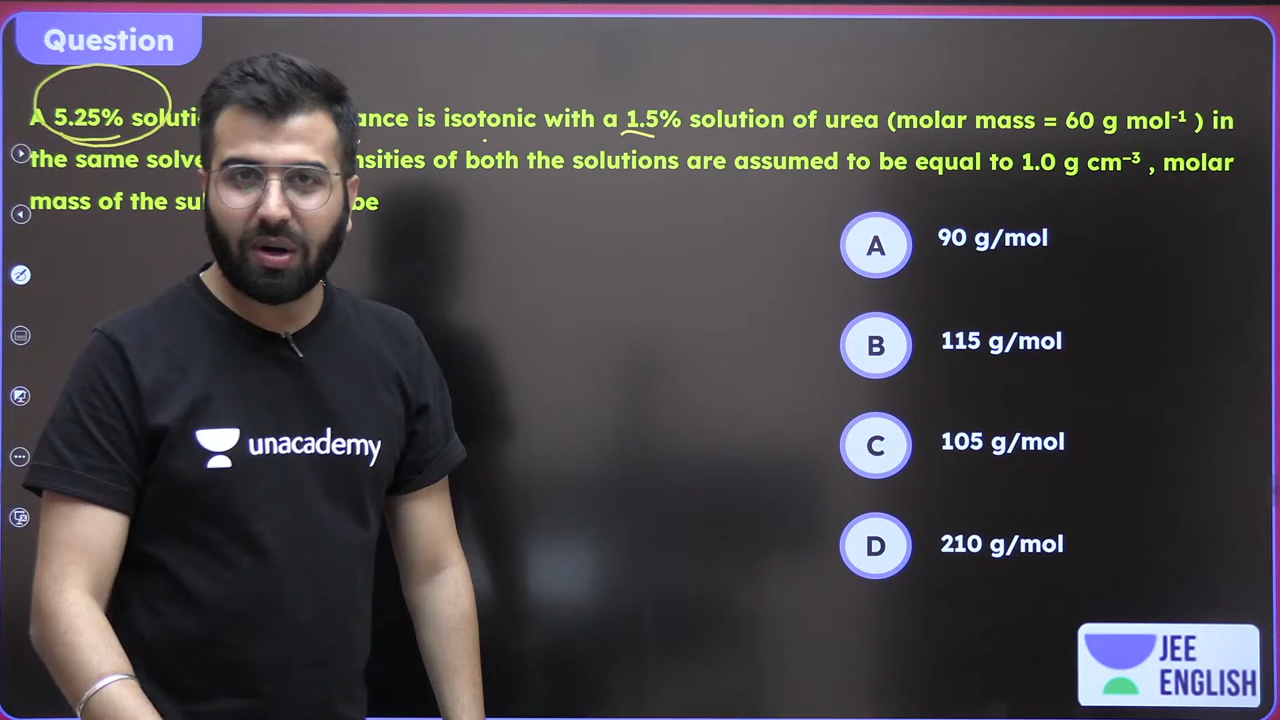 Question
A 5.25% soluti ance is isotonic with a 1.5% solution of urea (molar mass = 60 g mol⁻¹ ) in
the same solve nsities of both the solutions are assumed to be equal to 1.0 g cm⁻³ , molar
mass of the su be
A 90 g/mol
B 115 g/mol
C 105 g/mol
D 210 g/mol
unacademy
JEE
ENGLISH